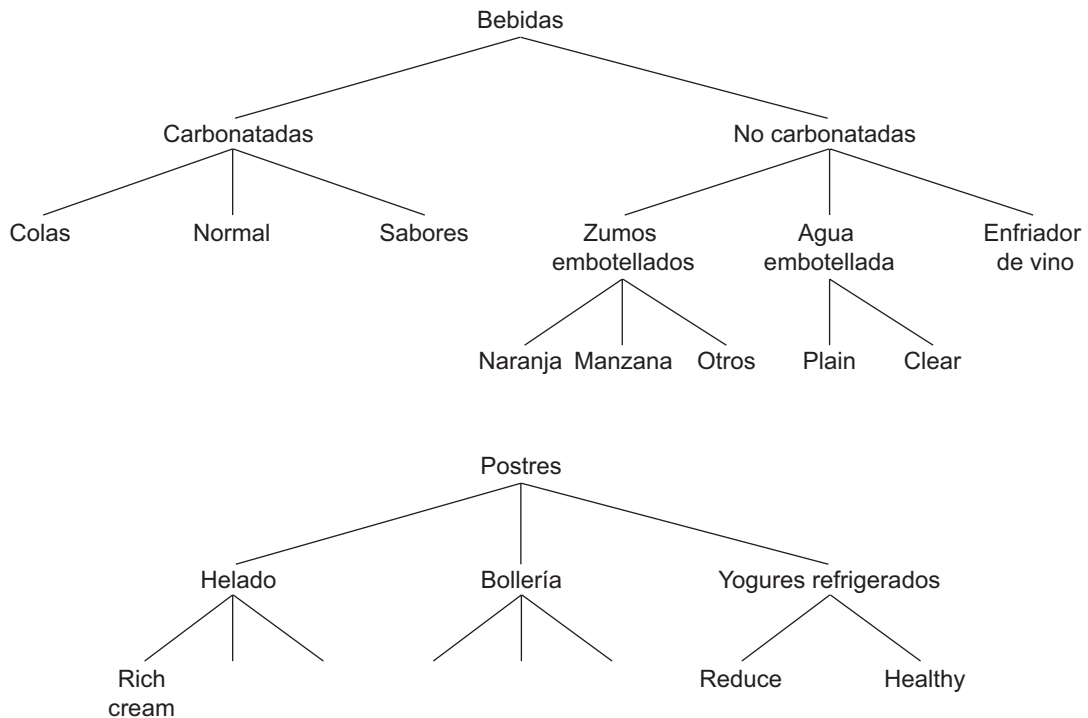 Bebidas
Carbonatadas
No carbonatadas
Colas
Normal
Sabores
Zumos
embotellados
Agua
embotellada
Enfriador
de vino
Naranja
Manzana
Otros
Plain
Clear
Postres
Helado
Bollería
Yogures refrigerados
Rich
cream
Reduce
Healthy